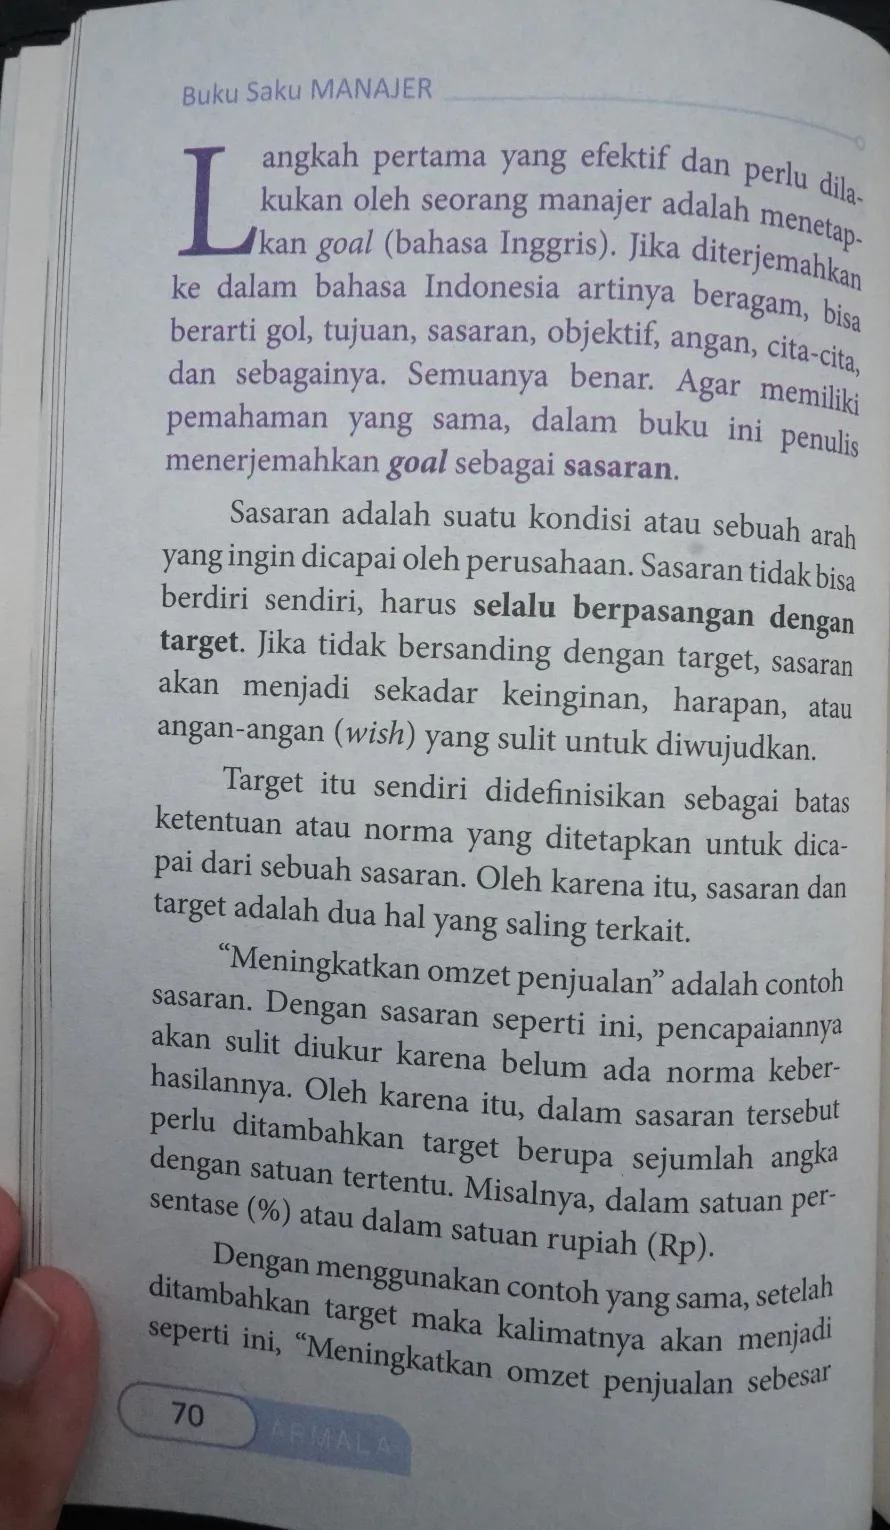 Buku Saku MANAJER
Langkah pertama yang efektif dan perlu dila-
kukan oleh seorang manajer adalah menetap-
kan goal (bahasa Inggris). Jika diterjemahkan
ke dalam bahasa Indonesia artinya beragam, bisa
berarti gol, tujuan, sasaran, objektif, angan, cita-cita,
dan sebagainya. Semuanya benar. Agar memiliki
pemahaman yang sama, dalam buku ini penulis
menerjemahkan goal sebagai sasaran.
Sasaran adalah suatu kondisi atau sebuah arah
yang ingin dicapai oleh perusahaan. Sasaran tidak bisa
berdiri sendiri, harus selalu berpasangan dengan
target. Jika tidak bersanding dengan target, sasaran
akan menjadi sekadar keinginan, harapan, atau
angan-angan (wish) yang sulit untuk diwujudkan.
Target itu sendiri didefinisikan sebagai batas
ketentuan atau norma yang ditetapkan untuk dica-
pai dari sebuah sasaran. Oleh karena itu, sasaran dan
target adalah dua hal yang saling terkait.
“Meningkatkan omzet penjualan” adalah contoh
sasaran. Dengan sasaran seperti ini, pencapaiannya
akan sulit diukur karena belum ada norma keber-
hasilannya. Oleh karena itu, dalam sasaran tersebut
perlu ditambahkan target berupa sejumlah angka
dengan satuan tertentu. Misalnya, dalam satuan per-
sentase (%) atau dalam satuan rupiah (Rp).
Dengan menggunakan contoh yang sama, setelah
ditambahkan target maka kalimatnya akan menjadi
seperti ini, “Meningkatkan omzet penjualan sebesar
70
ARMALA